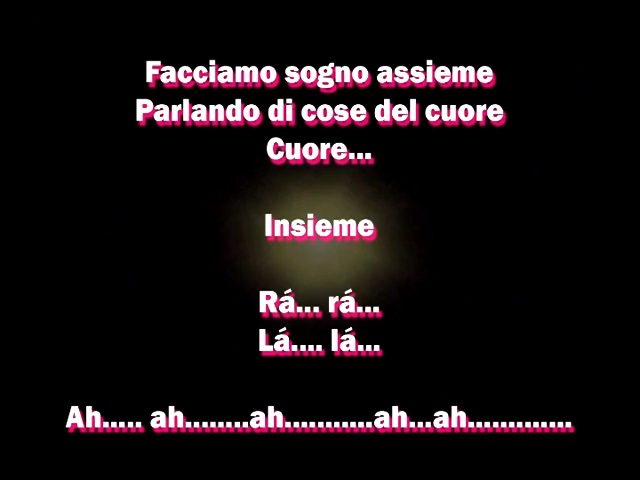 Facciamo sogno assieme
Parlando di cose del cuore
Cuore...
Insieme
Rá... rá...
Lá.... lá...
Ah..... ah........ah...........ah...ah.............